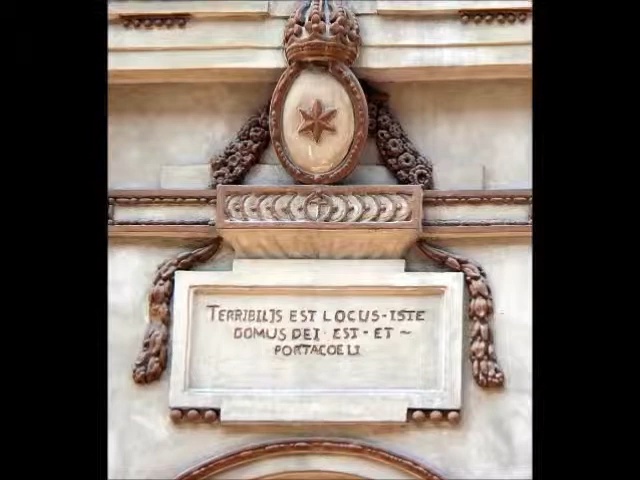 TERRIBILIS EST LOCUS-ISTE
DOMUS DEI EST-ET ~
PORTACOELI